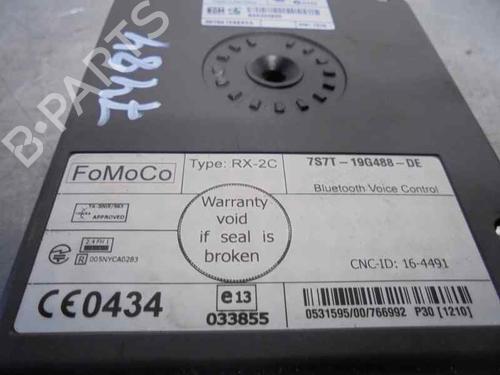 7484
B-PARTS
FoMoCo
Type: RX-2C
7S7T-19G488-DE
Bluetooth Voice Control
APPROVED
Warranty
void
if seal is
broken
2.4 FH 1
R 005NYCA0283
CNC-ID: 16-4491
CE0434
e13
033855
0531595/00/766992 P30 [1210]